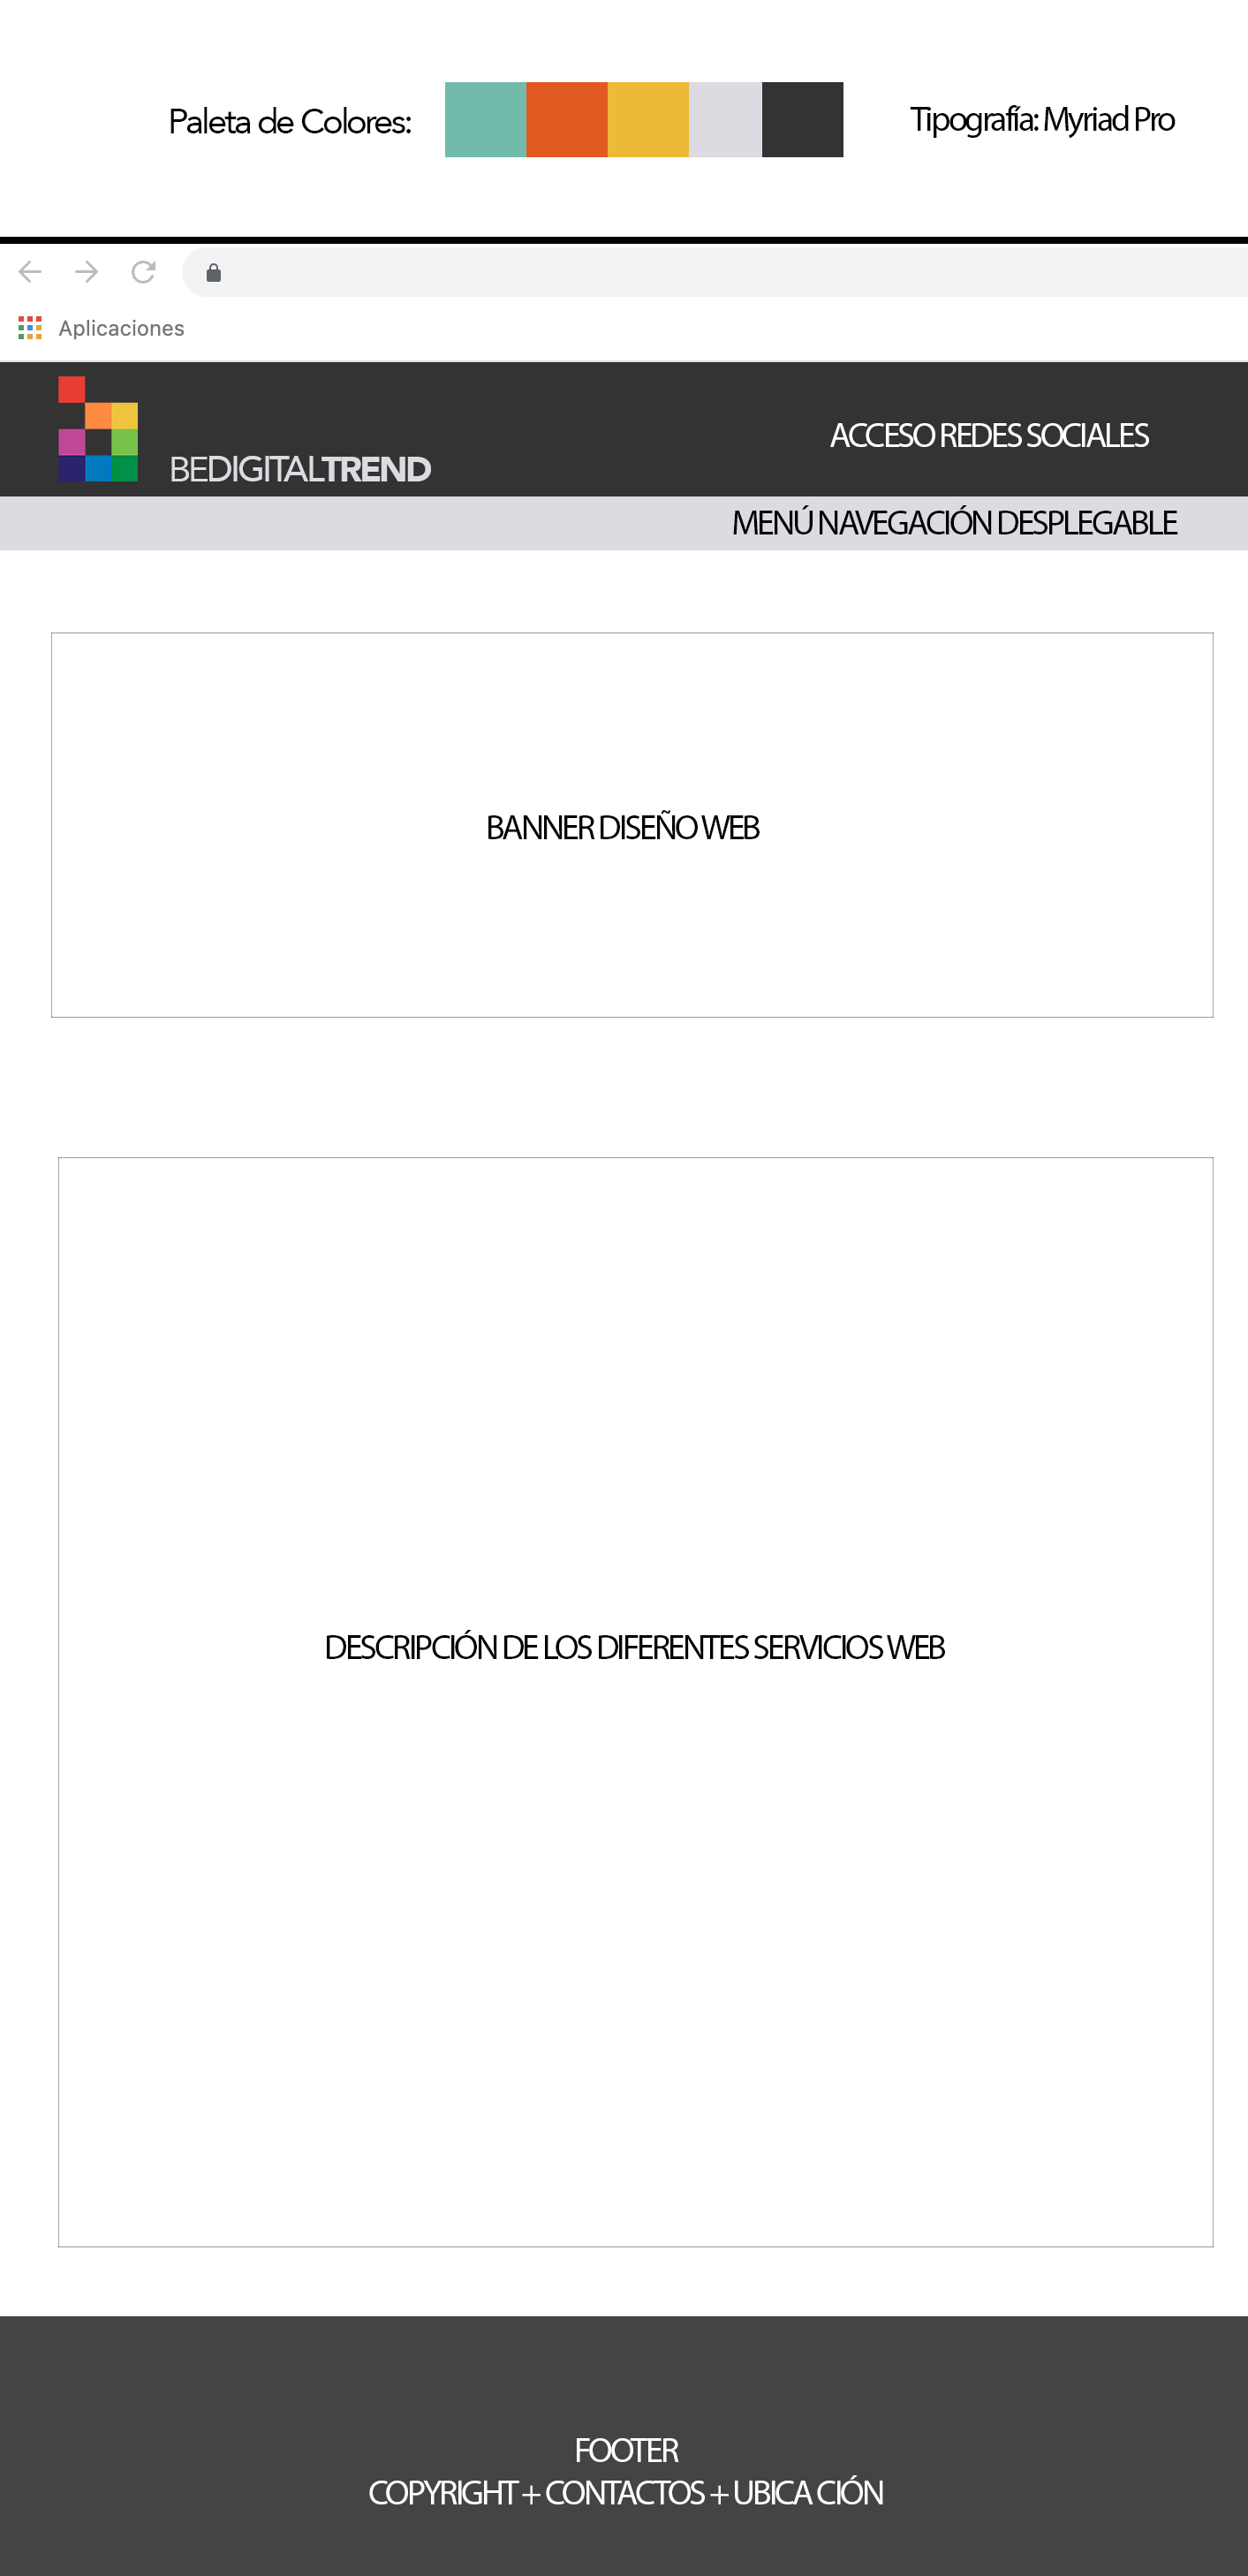 Paleta de Colores:
Tipografía: Myriad Pro
Aplicaciones
BEDIGITALTREND
ACCESO REDES SOCIALES
MENÚ NAVEGACIÓN DESPLEGABLE
BANNER DISEÑO WEB
DESCRIPCIÓN DE LOS DIFERENTES SERVICIOS WEB
FOOTER
COPYRIGHT + CONTACTOS + UBICA CIÓN